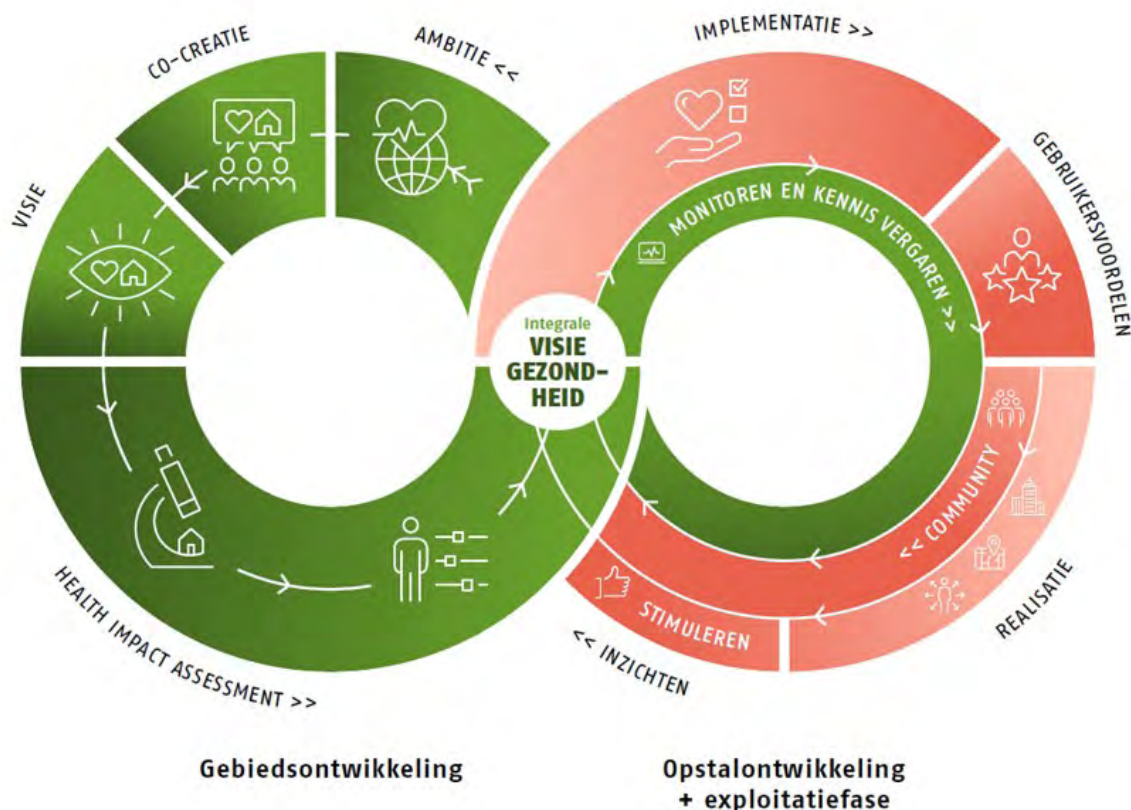 CO-CREATIE
AMBITIE <<
IMPLEMENTATIE >>
VISIE
GEBRUIKERSVOORDELEN
MONITOREN EN KENNIS VERGAREN >>
Integrale
VISIE
GEZOND-
HEID
<< COMMUNITY
REALISATIE
STIMULEREN
<< INZICHTEN
HEALTH IMPACT ASSESSMENT >>
Gebiedsontwikkeling
Opstalontwikkeling
+ exploitatiefase